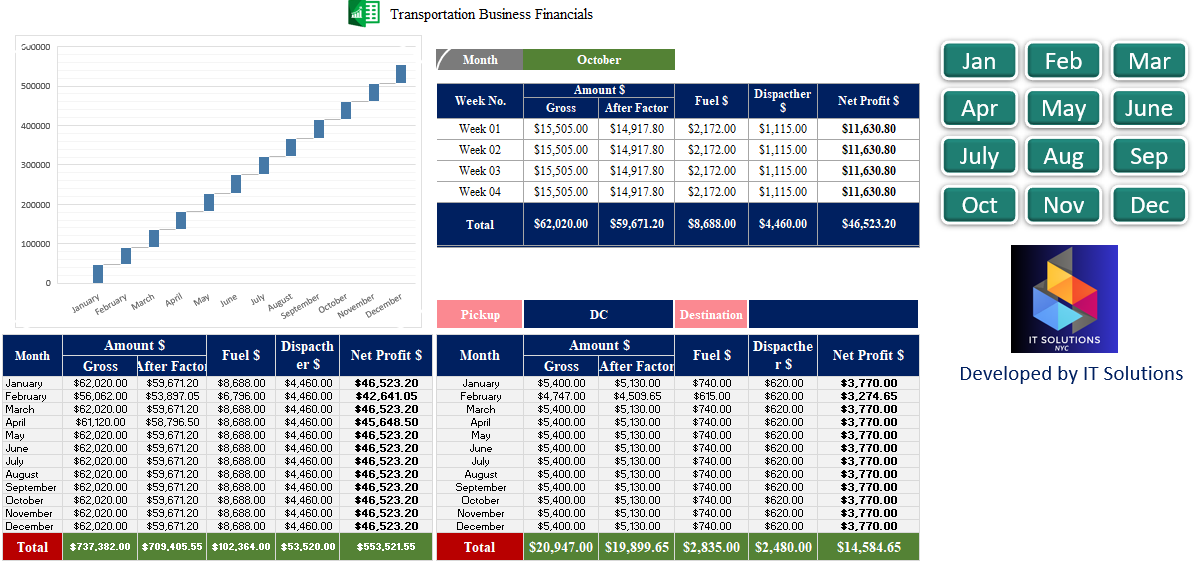 Transportation Business Financials
500000
400000
300000
200000
100000
0
January February March April May June July August September October November December
Month October
Week No. Amount $ Fuel $ Dispacther $ Net Profit $
Gross After Factor
Week 01 $15,505.00 $14,917.80 $2,172.00 $1,115.00 $11,630.80
Week 02 $15,505.00 $14,917.80 $2,172.00 $1,115.00 $11,630.80
Week 03 $15,505.00 $14,917.80 $2,172.00 $1,115.00 $11,630.80
Week 04 $15,505.00 $14,917.80 $2,172.00 $1,115.00 $11,630.80
Total $62,020.00 $59,671.20 $8,688.00 $4,460.00 $46,523.20
Jan Feb Mar
Apr May June
July Aug Sep
Oct Nov Dec
IT SOLUTIONS
NYC
Developed by IT Solutions
Pickup DC Destination
Month Amount $ Fuel $ Dispacth er $ Net Profit $
Gross After Factor
January $62,020.00 $59,671.20 $8,688.00 $4,460.00 $46,523.20
February $56,062.00 $53,897.05 $6,796.00 $4,460.00 $42,641.05
March $62,020.00 $59,671.20 $8,688.00 $4,460.00 $46,523.20
April $61,120.00 $58,796.50 $8,688.00 $4,460.00 $45,648.50
May $62,020.00 $59,671.20 $8,688.00 $4,460.00 $46,523.20
June $62,020.00 $59,671.20 $8,688.00 $4,460.00 $46,523.20
July $62,020.00 $59,671.20 $8,688.00 $4,460.00 $46,523.20
August $62,020.00 $59,671.20 $8,688.00 $4,460.00 $46,523.20
September $62,020.00 $59,671.20 $8,688.00 $4,460.00 $46,523.20
October $62,020.00 $59,671.20 $8,688.00 $4,460.00 $46,523.20
November $62,020.00 $59,671.20 $8,688.00 $4,460.00 $46,523.20
December $62,020.00 $59,671.20 $8,688.00 $4,460.00 $46,523.20
Total $737,382.00 $709,405.55 $102,364.00 $53,520.00 $553,521.55
Month Amount $ Fuel $ Dispacthe r $ Net Profit $
Gross After Factor
January $5,400.00 $5,130.00 $740.00 $620.00 $3,770.00
February $4,747.00 $4,509.65 $615.00 $620.00 $3,274.65
March $5,400.00 $5,130.00 $740.00 $620.00 $3,770.00
April $5,400.00 $5,130.00 $740.00 $620.00 $3,770.00
May $5,400.00 $5,130.00 $740.00 $620.00 $3,770.00
June $5,400.00 $5,130.00 $740.00 $620.00 $3,770.00
July $5,400.00 $5,130.00 $740.00 $620.00 $3,770.00
August $5,400.00 $5,130.00 $740.00 $620.00 $3,770.00
September $5,400.00 $5,130.00 $740.00 $620.00 $3,770.00
October $5,400.00 $5,130.00 $740.00 $620.00 $3,770.00
November $5,400.00 $5,130.00 $740.00 $620.00 $3,770.00
December $5,400.00 $5,130.00 $740.00 $620.00 $3,770.00
Total $20,947.00 $19,899.65 $2,835.00 $2,480.00 $14,584.65